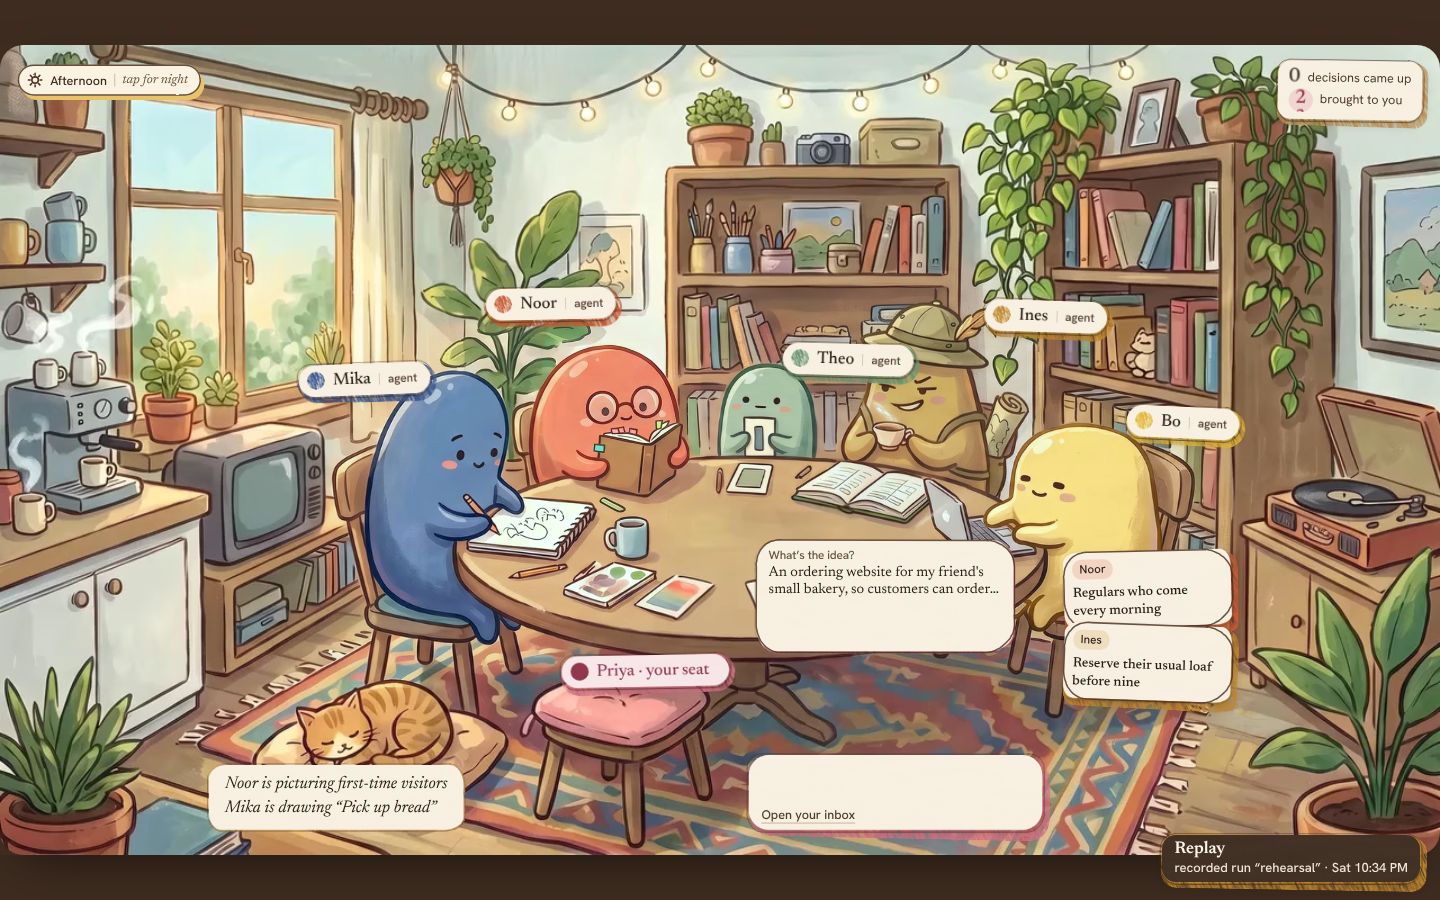 Afternoon | tap for night
0 decisions came up
2 brought to you
Noor | agent
Ines | agent
Theo | agent
Mika | agent
Bo | agent
What's the idea?
An ordering website for my friend's
small bakery, so customers can order...
Noor
Regulars who come
every morning
Ines
Reserve their usual loaf
before nine
Priya · your seat
Noor is picturing first-time visitors
Mika is drawing “Pick up bread”
Open your inbox
Replay
recorded run “rehearsal” · Sat 10:34 PM